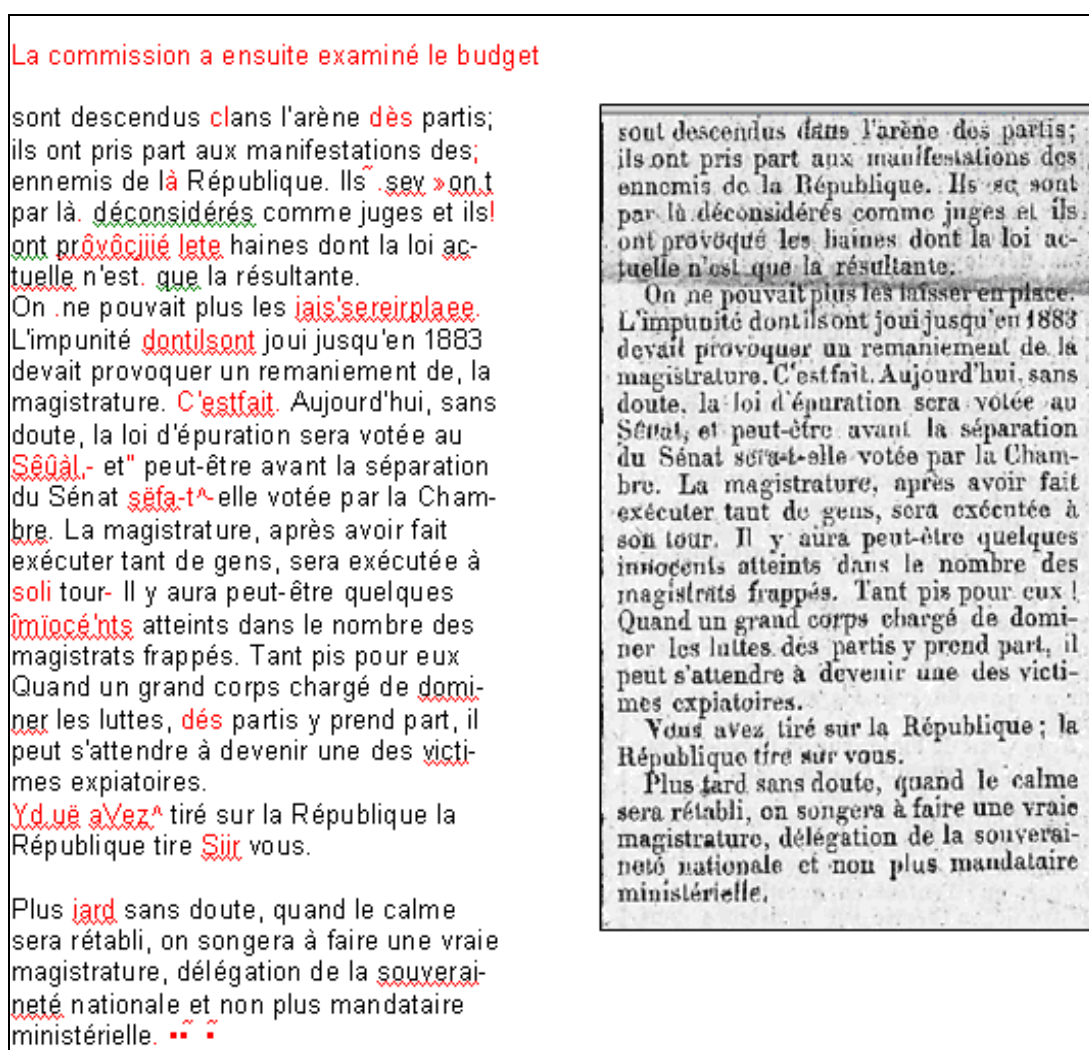 La commission a ensuite examiné le budget
sont descendus clans l'arène dès partis;
ils ont pris part aux manifestations des;
ennemis de là République. Ils .sey »on.t
par là. déconsidérés comme juges et ils!
ont prôvôcjiié lete haines dont la loi ac-
tuelle n'est. que la résultante.
On .ne pouvait plus les iais'sereirplaee.
L'impunité dontilsont joui jusqu'en 1883
devait provoquer un remaniement de, la
magistrature. C'estfait. Aujourd'hui, sans
doute, la loi d'épuration sera votée au
Sêûàl,- et" peut-être avant la séparation
du Sénat sëfa-t^-elle votée par la Cham-
bre. La magistrature, après avoir fait
exécuter tant de gens, sera exécutée à
soli tour- Il y aura peut-être quelques
îmïocé'nts atteints dans le nombre des
magistrats frappés. Tant pis pour eux
Quand un grand corps chargé de domi-
ner les luttes, dés partis y prend part, il
peut s'attendre à devenir une des victi-
mes expiatoires.
Yd.uë aVez^ tiré sur la République la
République tire Siir vous.
Plus iard sans doute, quand le calme
sera rétabli, on songera à faire une vraie
magistrature, délégation de la souverai-
neté nationale et non plus mandataire
ministérielle.
sont descendus dans l'arène des partis;
ils ont pris part aux manifestations des
ennemis de la République. Ils se sont
par là déconsidérés comme juges et ils
ont provoqué les haines dont la loi ac-
tuelle n'est que la résultante.
On ne pouvait plus les laisser en place.
L'impunité dont ils ont joui jusqu'en 1883
devait provoquer un remaniement de la
magistrature. C'est fait. Aujourd'hui, sans
doute, la loi d'épuration sera votée au
Sénat, et peut-être avant la séparation
du Sénat sera-t-elle votée par la Cham-
bre. La magistrature, après avoir fait
exécuter tant de gens, sera exécutée à
son tour. Il y aura peut-être quelques
innocents atteints dans le nombre des
magistrats frappés. Tant pis pour eux !
Quand un grand corps chargé de domi-
ner les luttes des partis y prend part, il
peut s'attendre à devenir une des victi-
mes expiatoires.
Vous avez tiré sur la République ; la
République tire sur vous.
Plus tard sans doute, quand le calme
sera rétabli, on songera à faire une vraie
magistrature, délégation de la souverai-
neté nationale et non plus mandataire
ministérielle.